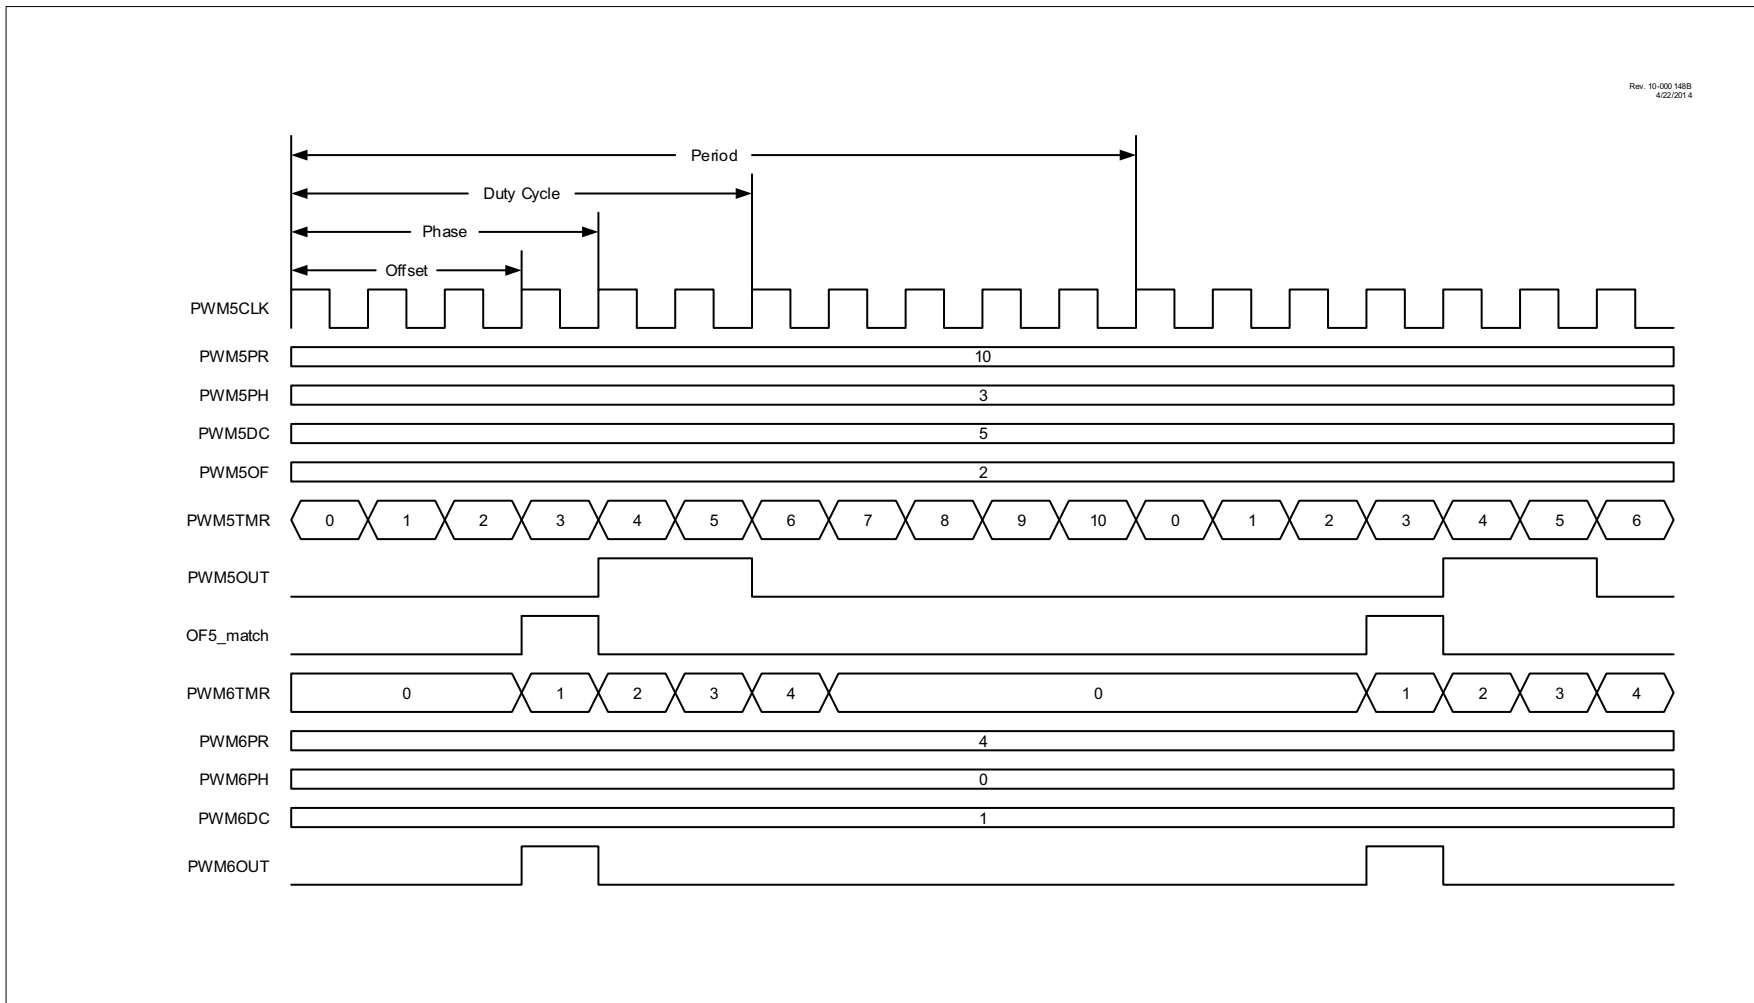 Rev. 10-000 148B
4/22/201 4
Period
Duty Cycle
Phase
Offset
PWM5CLK
PWM5PR 10
PWM5PH 3
PWM5DC 5
PWM5OF 2
PWM5TMR 0 1 2 3 4 5 6 7 8 9 10 0 1 2 3 4 5 6
PWM5OUT
OF5_match
PWM6TMR 0 1 2 3 4 0 1 2 3 4
PWM6PR 4
PWM6PH 0
PWM6DC 1
PWM6OUT